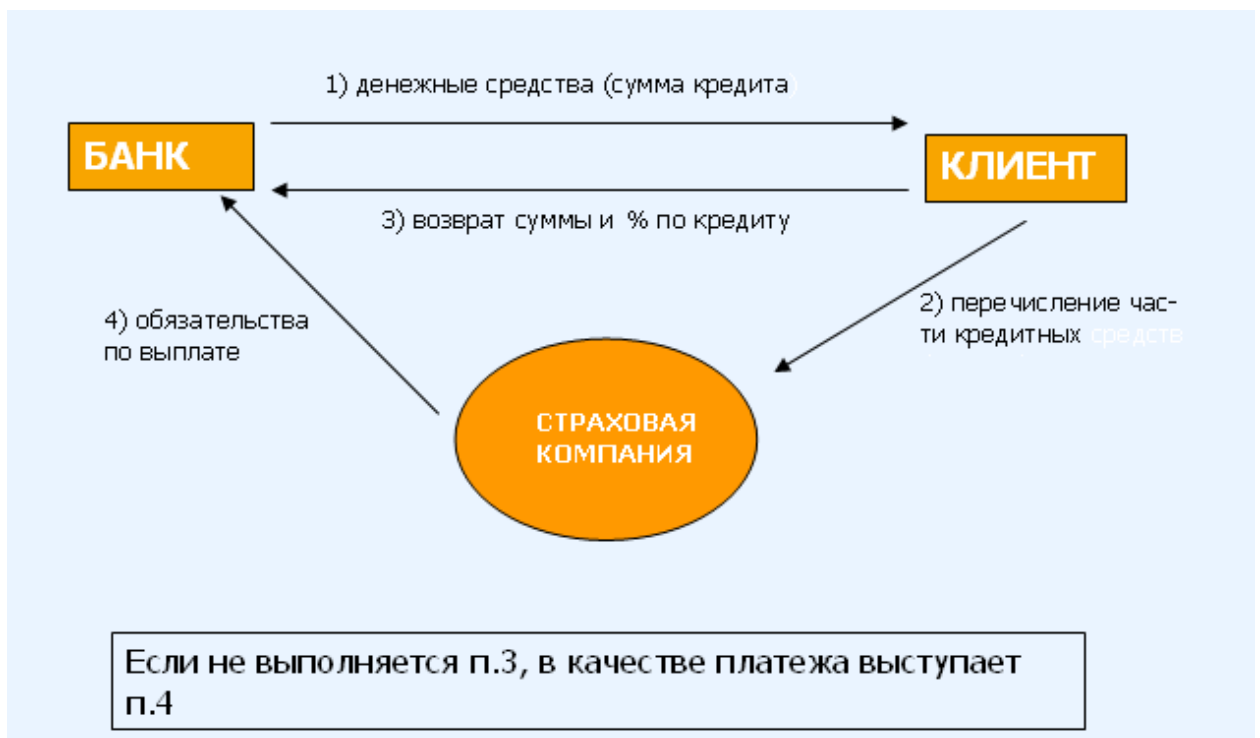 1) денежные средства (сумма кредита)
БАНК
КЛИЕНТ
3) возврат суммы и % по кредиту
4) обязательства
по выплате
2) перечисление час-
ти кредитных средств
СТРАХОВАЯ
КОМПАНИЯ
Если не выполняется п.3, в качестве платежа выступает
п.4